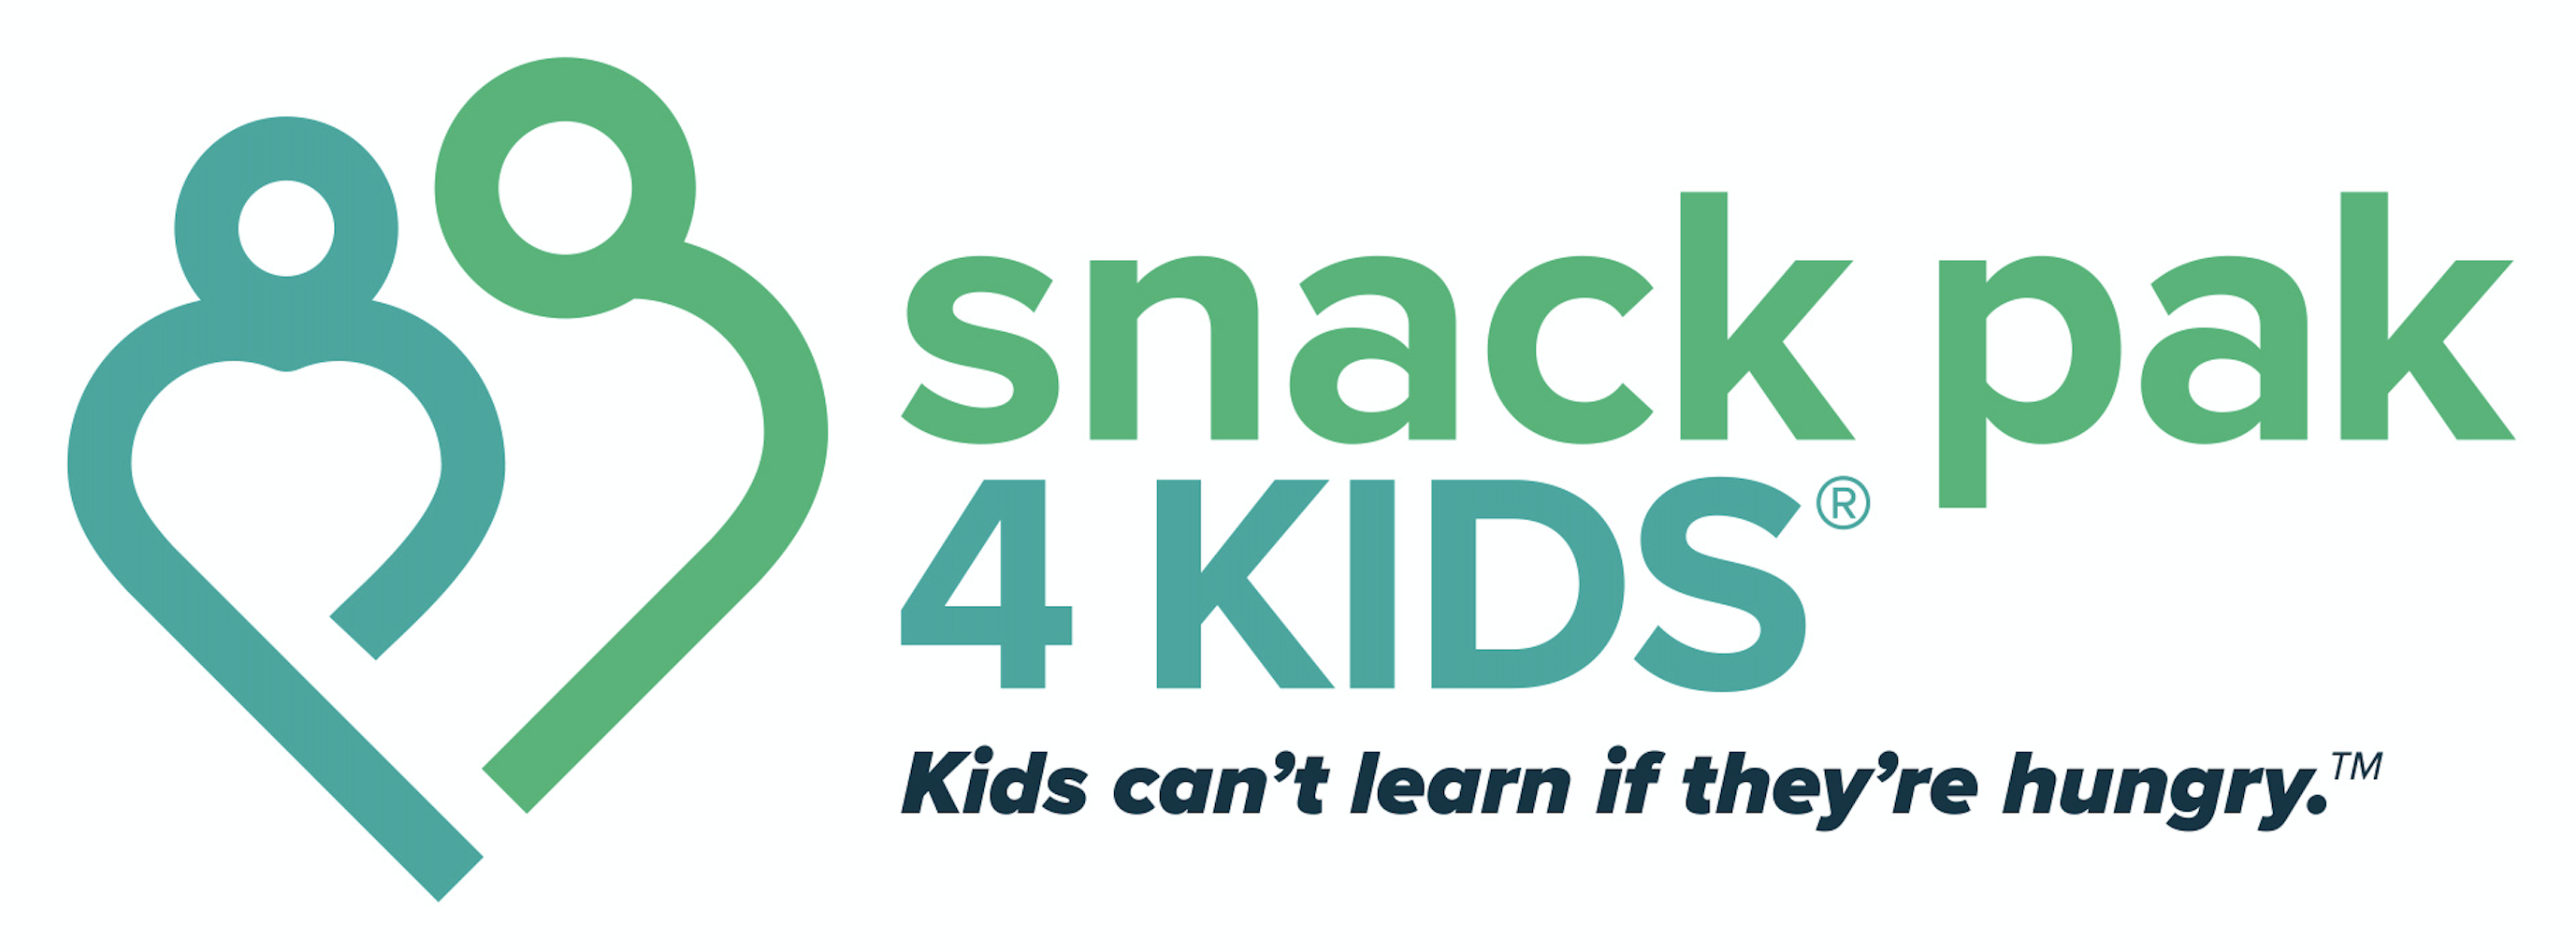 snack pak
4 KIDS®
Kids can’t learn if they’re hungry.™